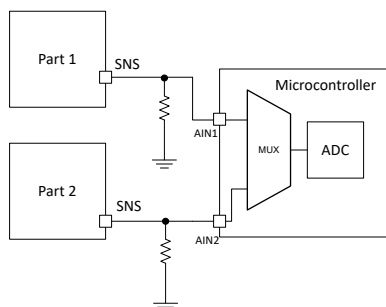 Part 1
SNS
Microcontroller
AIN1
MUX
ADC
Part 2
SNS
AIN2